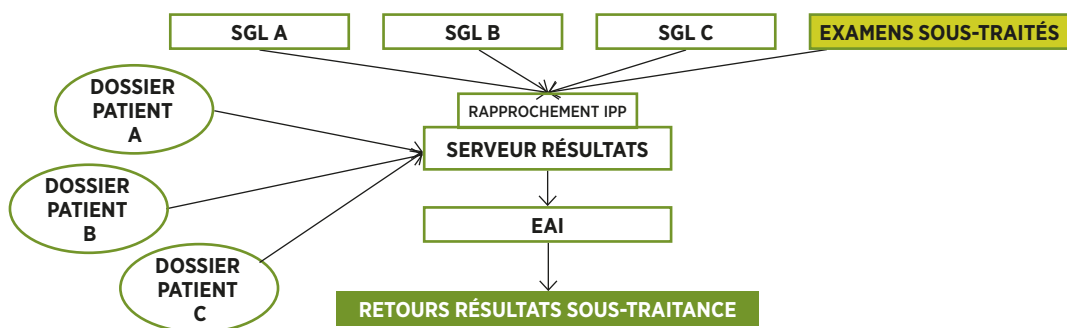 SGL A
SGL B
SGL C
EXAMENS SOUS-TRAITÉS
DOSSIER
PATIENT
A
RAPPROCHEMENT IPP
SERVEUR RÉSULTATS
DOSSIER
PATIENT
B
EAI
DOSSIER
PATIENT
C
RETOURS RÉSULTATS SOUS-TRAITANCE